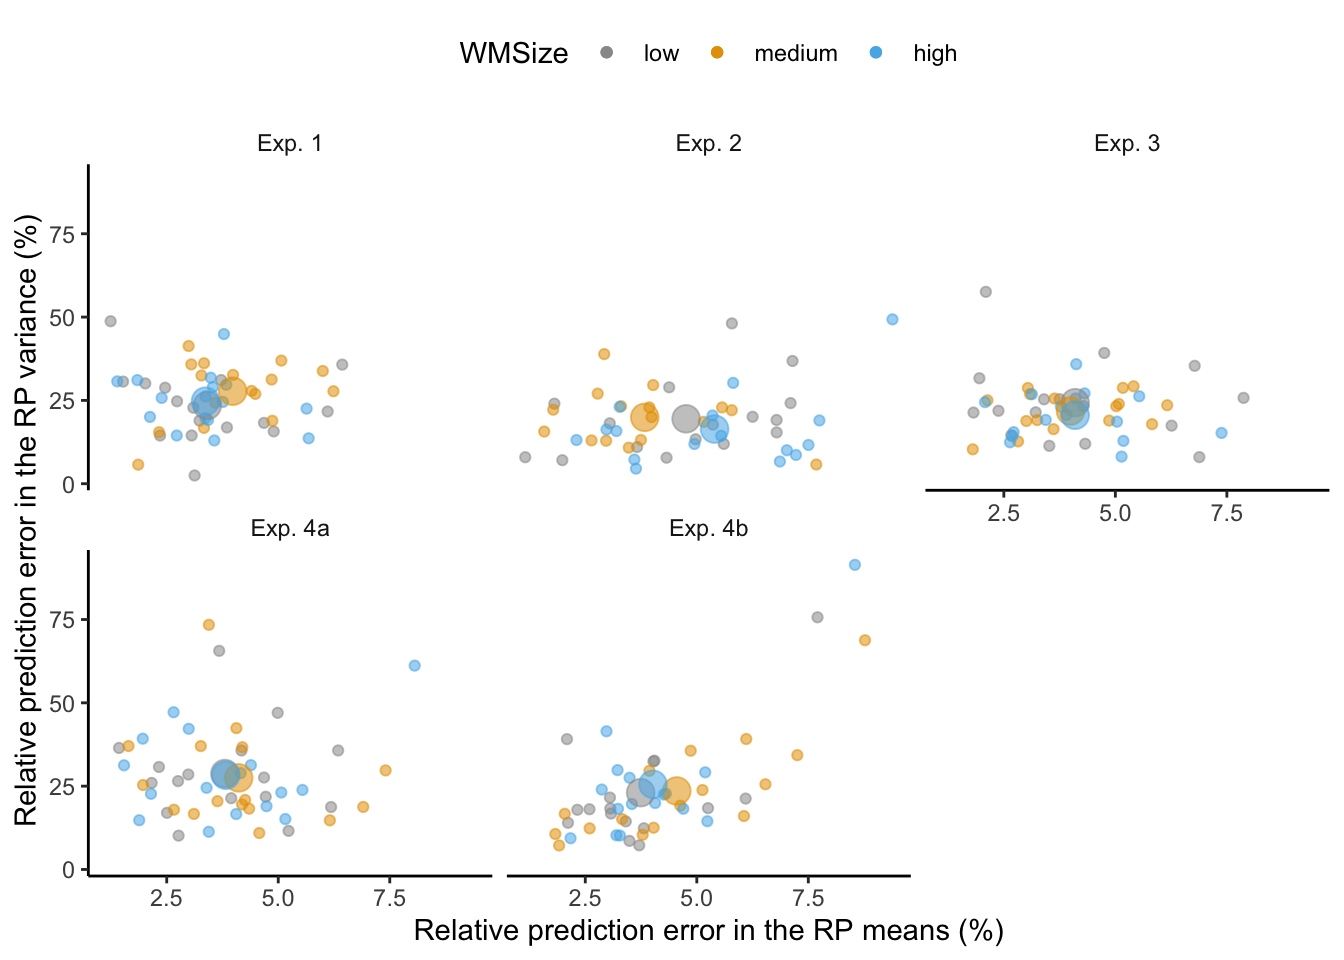 WMSize low medium high
Exp. 1 Exp. 2 Exp. 3
Relative prediction error in the RP variance (%)
75
50
25
0
2.5 5.0 7.5
Exp. 4a Exp. 4b
75
50
25
0
2.5 5.0 7.5 2.5 5.0 7.5
Relative prediction error in the RP means (%)